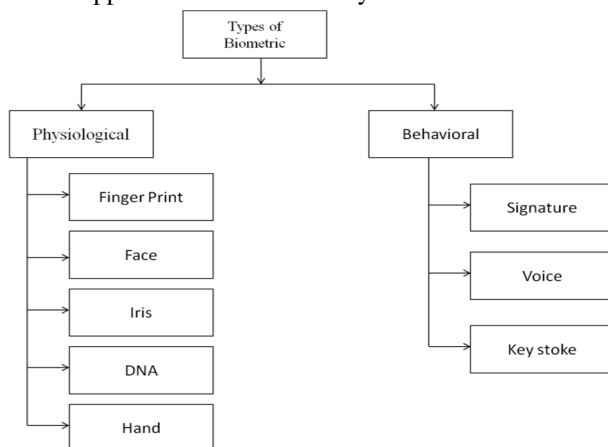 Types of
Biometric
Physiological
Behavioral
Finger Print
Face
Iris
DNA
Hand
Signature
Voice
Key stoke